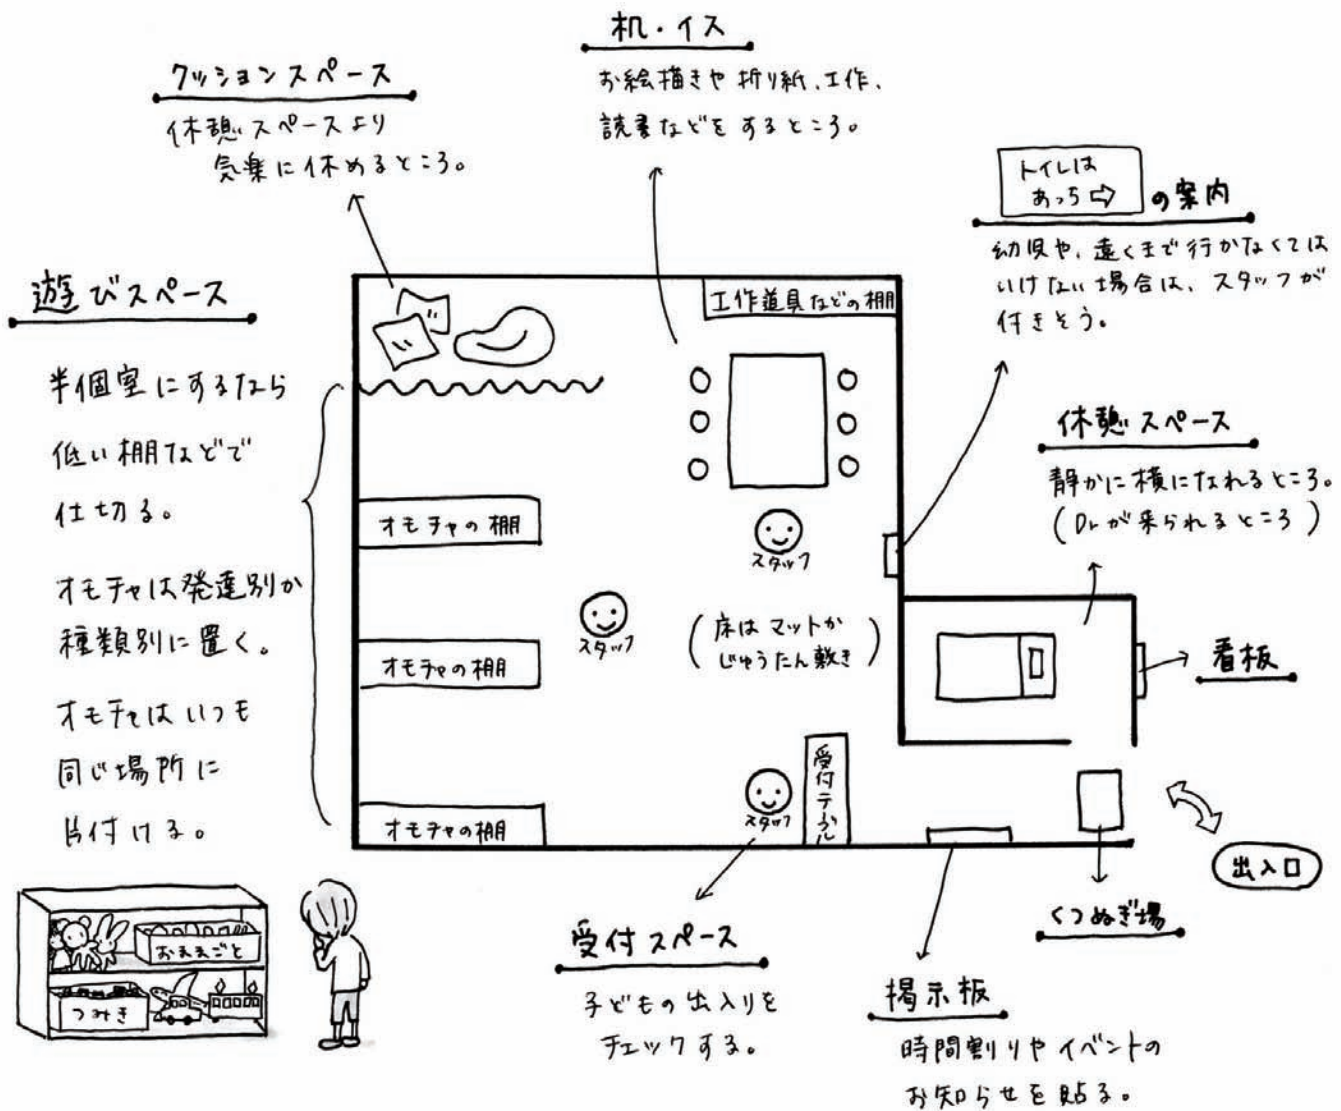 机・イス
お絵描きや折り紙、工作、
読書などをするところ。
クッションスペース
休憩スペースより
気楽に休めるところ。
トイレは
あっち⇨
の案内
幼児や、遠くまで行かなくては
いけない場合は、スタッフが
付きそう。
遊びスペース
半個室にするなら
低い棚などで
仕切る。
オモチャは発達別か
種類別に置く。
オモチャはいつも
同じ場所に
片付ける。
工作道具などの棚
オモチャの棚
オモチャの棚
オモチャの棚
スタッフ
スタッフ
スタッフ
(床はマットか
じゅうたん敷き)
休憩スペース
静かに横になれるところ。
(Dr.が来られるところ)
看板
受付テーブル
出入口
くつぬぎ場
受付スペース
子どもの出入りを
チェックする。
掲示板
時間割りやイベントの
お知らせを貼る。
おままごと
つみき